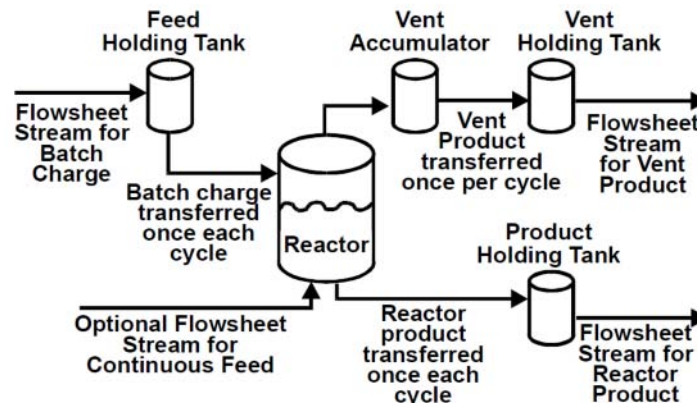 Feed
Holding Tank
Vent
Accumulator
Vent
Holding Tank
Flowsheet
Stream for
Batch
Charge
Batch charge
transferred
once each
cycle
Vent
Product
transferred
once per cycle
Flowsheet
Stream
for Vent
Product
Reactor
Product
Holding Tank
Optional Flowsheet
Stream for
Continuous Feed
Reactor
product
transferred
once each
cycle
Flowsheet
Stream for
Reactor
Product